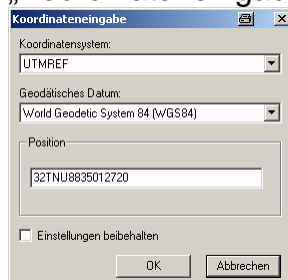 Koordinateneingabe
Koordinatensystem:
UTMREF
Geodätisches Datum:
World Geodetic System 84 (WGS84)
Position
32TNU8835012720
Einstellungen beibehalten
OK
Abbrechen